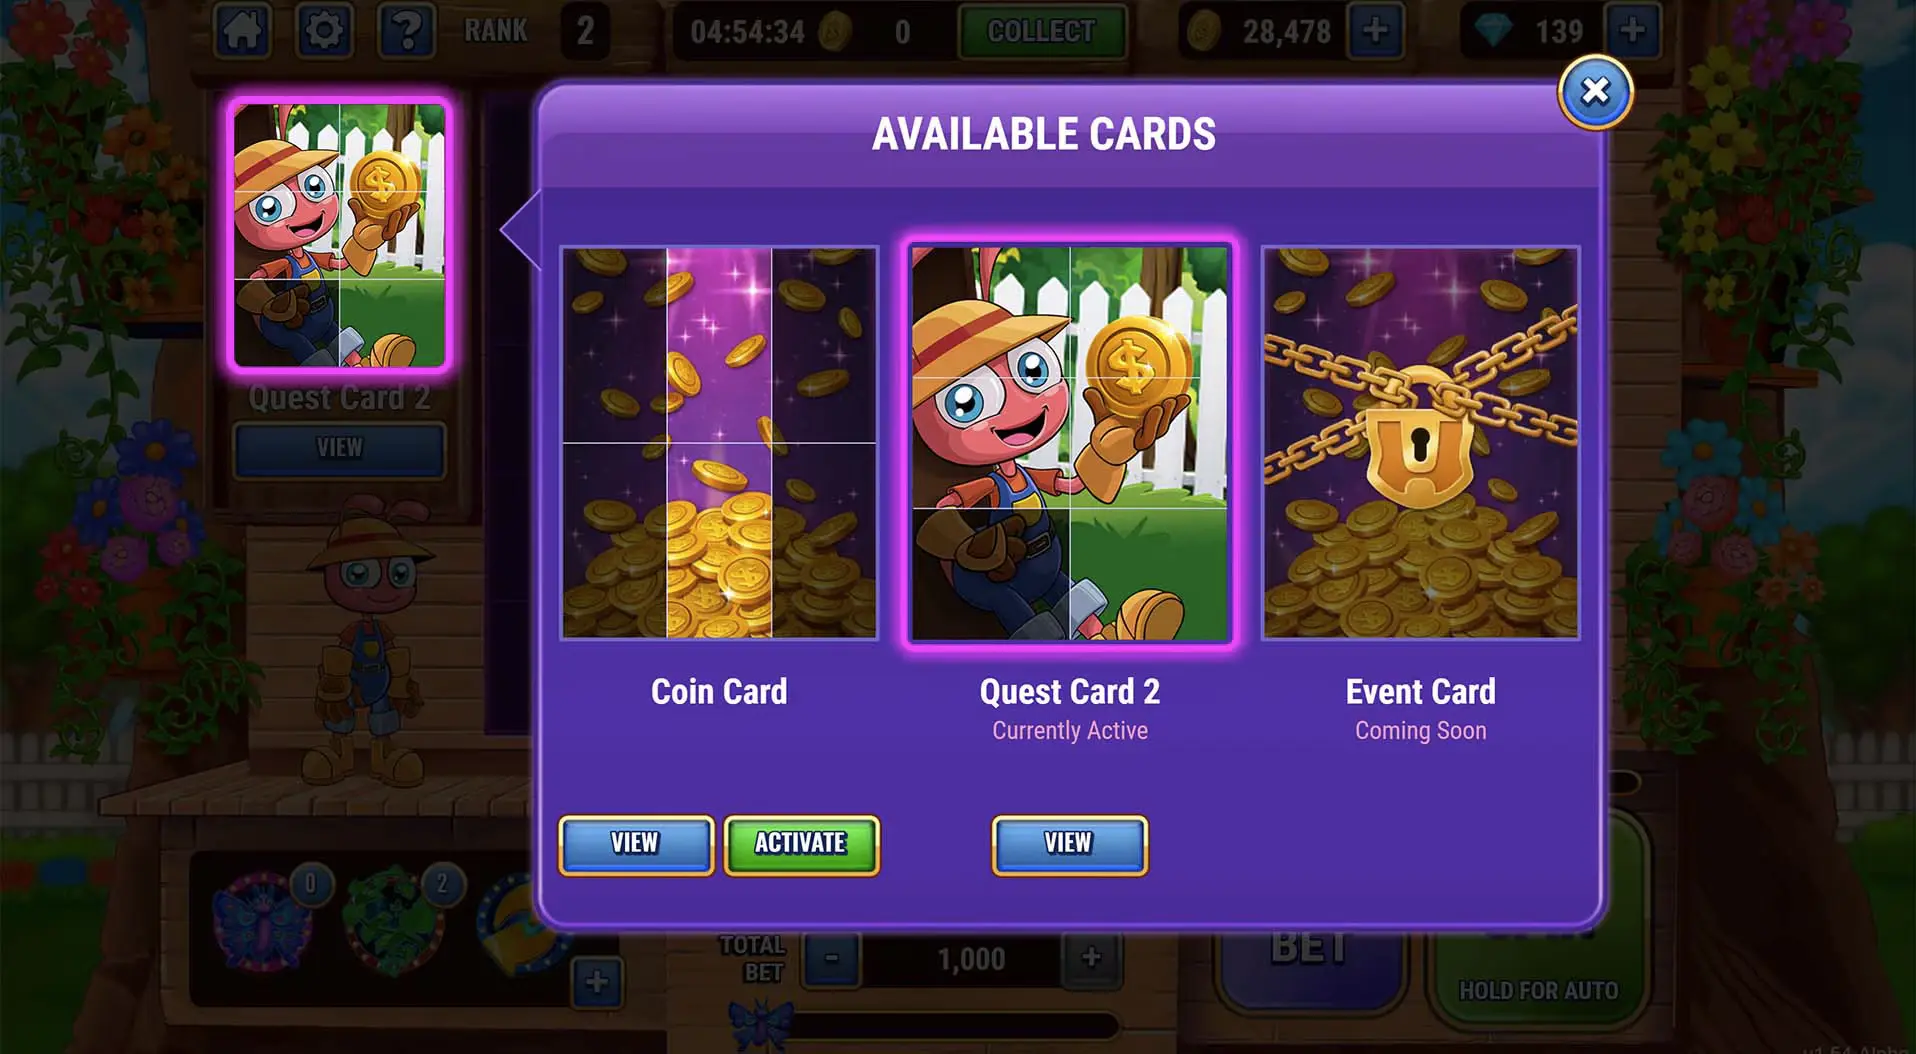 RANK 2 04:54:34 0 COLLECT 28,478 139
AVAILABLE CARDS
Quest Card 2
VIEW
Coin Card
Quest Card 2
Currently Active
Event Card
Coming Soon
VIEW
ACTIVATE
VIEW
0
2
TOTAL
BET
1,000
BET
HOLD FOR AUTO